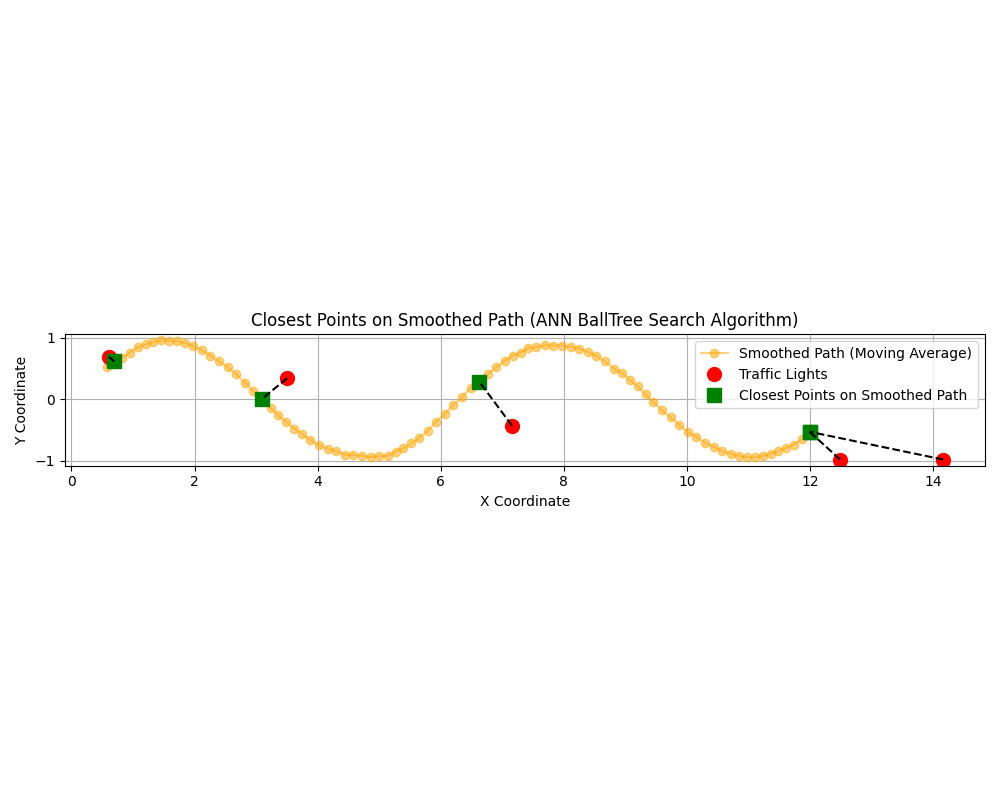 Closest Points on Smoothed Path (ANN BallTree Search Algorithm)
Y Coordinate
1
0
−1
Smoothed Path (Moving Average)
Traffic Lights
Closest Points on Smoothed Path
0 2 4 6 8 10 12 14
X Coordinate